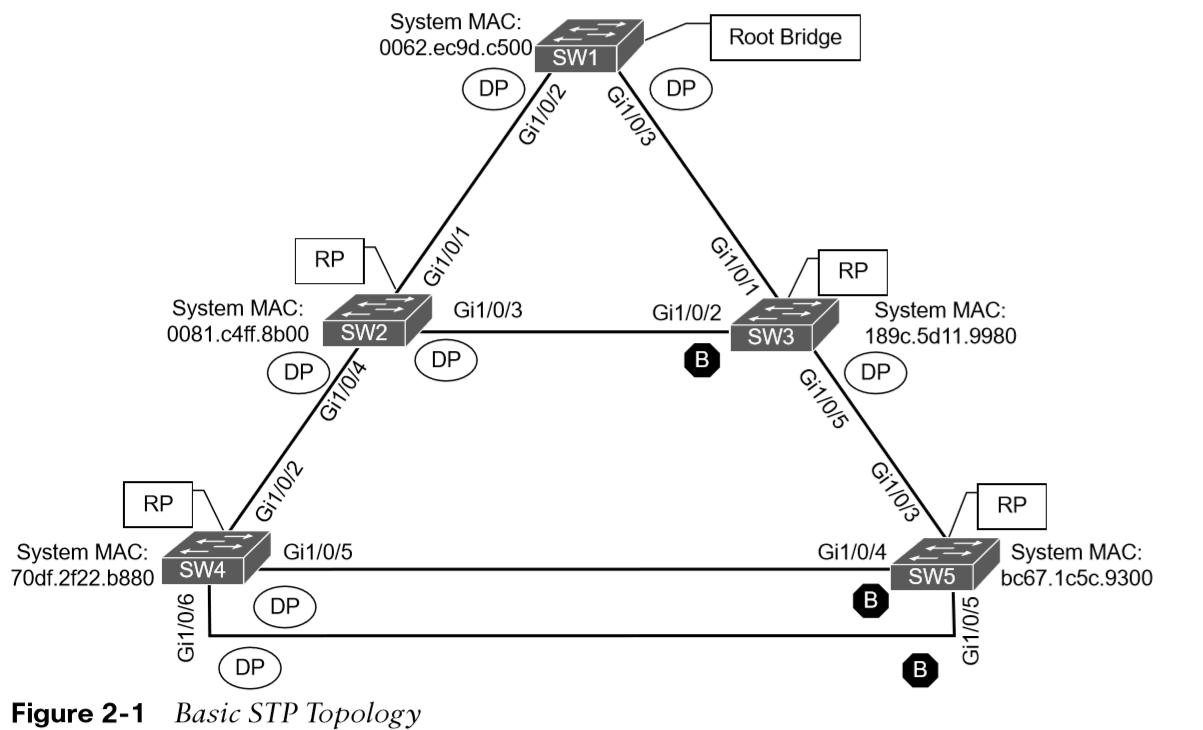 System MAC:
0062.ec9d.c500
SW1
Root Bridge
DP
DP
Gi1/0/2
Gi1/0/3
RP
Gi1/0/1
Gi1/0/1
RP
System MAC:
0081.c4ff.8b00
SW2
Gi1/0/3
Gi1/0/2
SW3
System MAC:
189c.5d11.9980
DP
DP
B
DP
Gi1/0/4
Gi1/0/5
RP
Gi1/0/2
Gi1/0/3
RP
System MAC:
70df.2f22.b880
SW4
Gi1/0/5
Gi1/0/4
SW5
System MAC:
bc67.1c5c.9300
Gi1/0/6
DP
B
Gi1/0/5
DP
B
Figure 2-1 Basic STP Topology